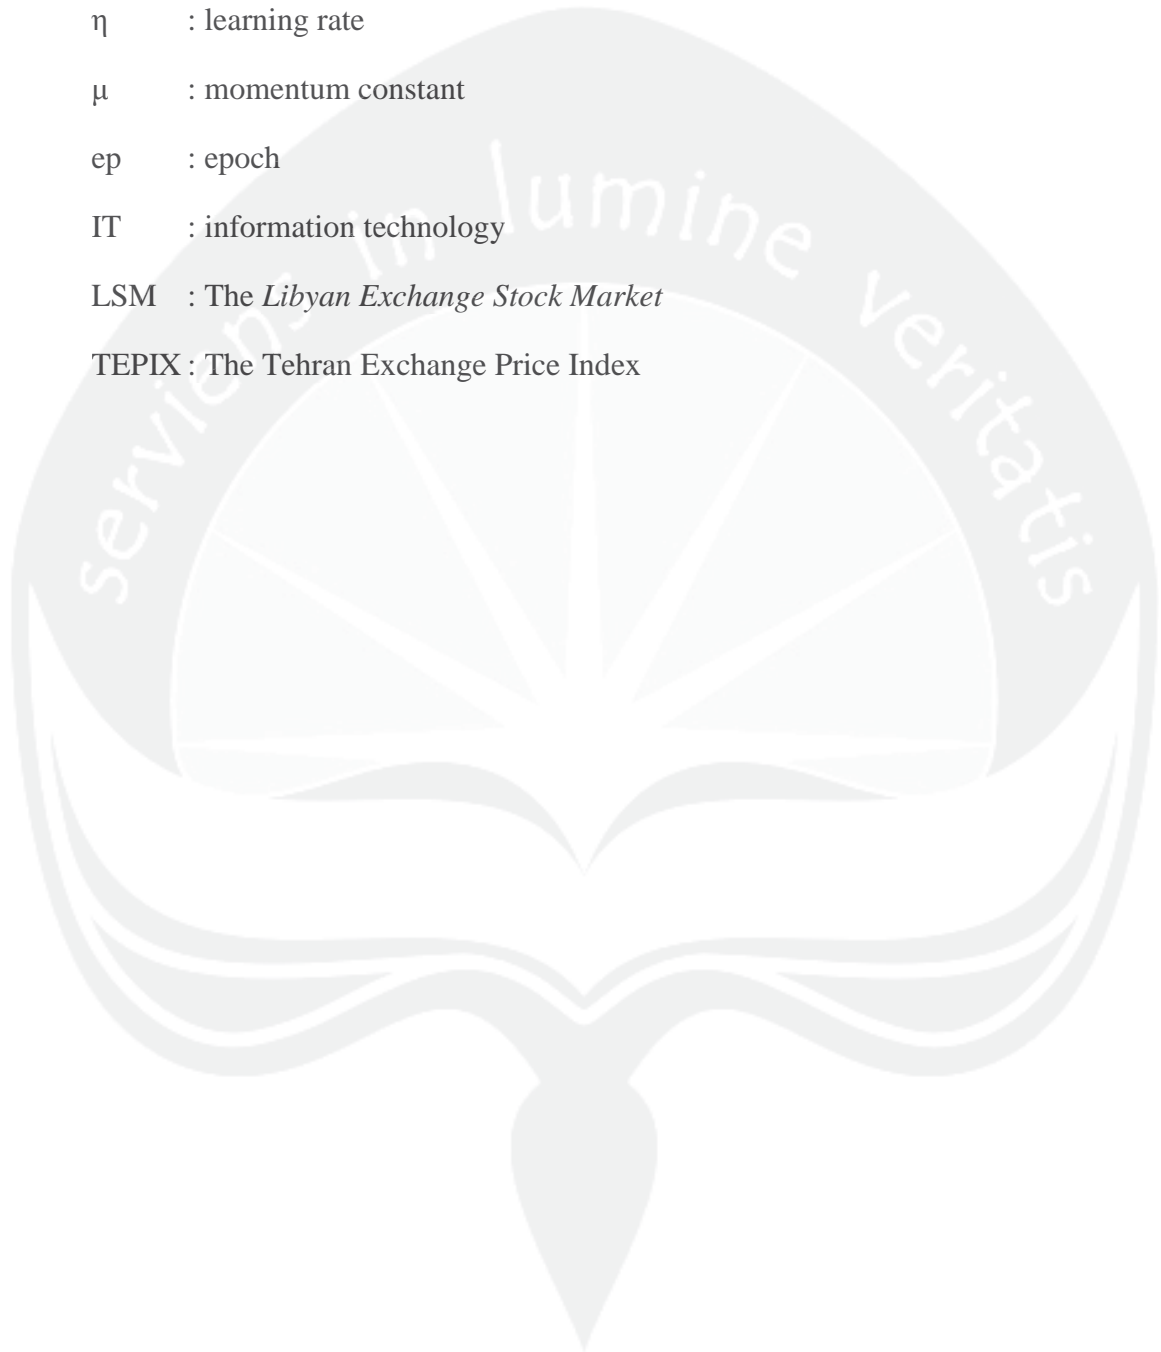 η : learning rate
μ : momentum constant
ep : epoch
IT : information technology
LSM : The Libyan Exchange Stock Market
TEPIX : The Tehran Exchange Price Index
serviens in lumine veritatis